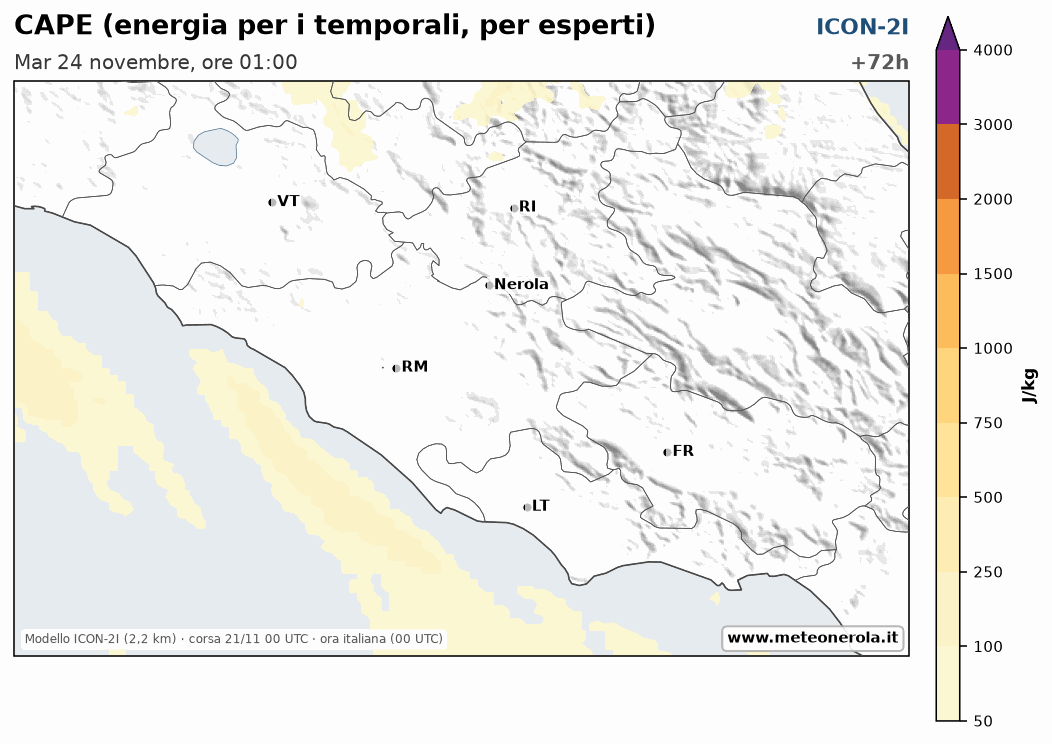 CAPE (energia per i temporali, per esperti)
ICON-2I
Mar 24 novembre, ore 01:00
+72h
4000
3000
2000
1500
1000
750
500
250
100
50
J/kg
VT
RI
Nerola
RM
FR
LT
Modello ICON-2I (2,2 km) · corsa 21/11 00 UTC · ora italiana (00 UTC)
www.meteonerola.it